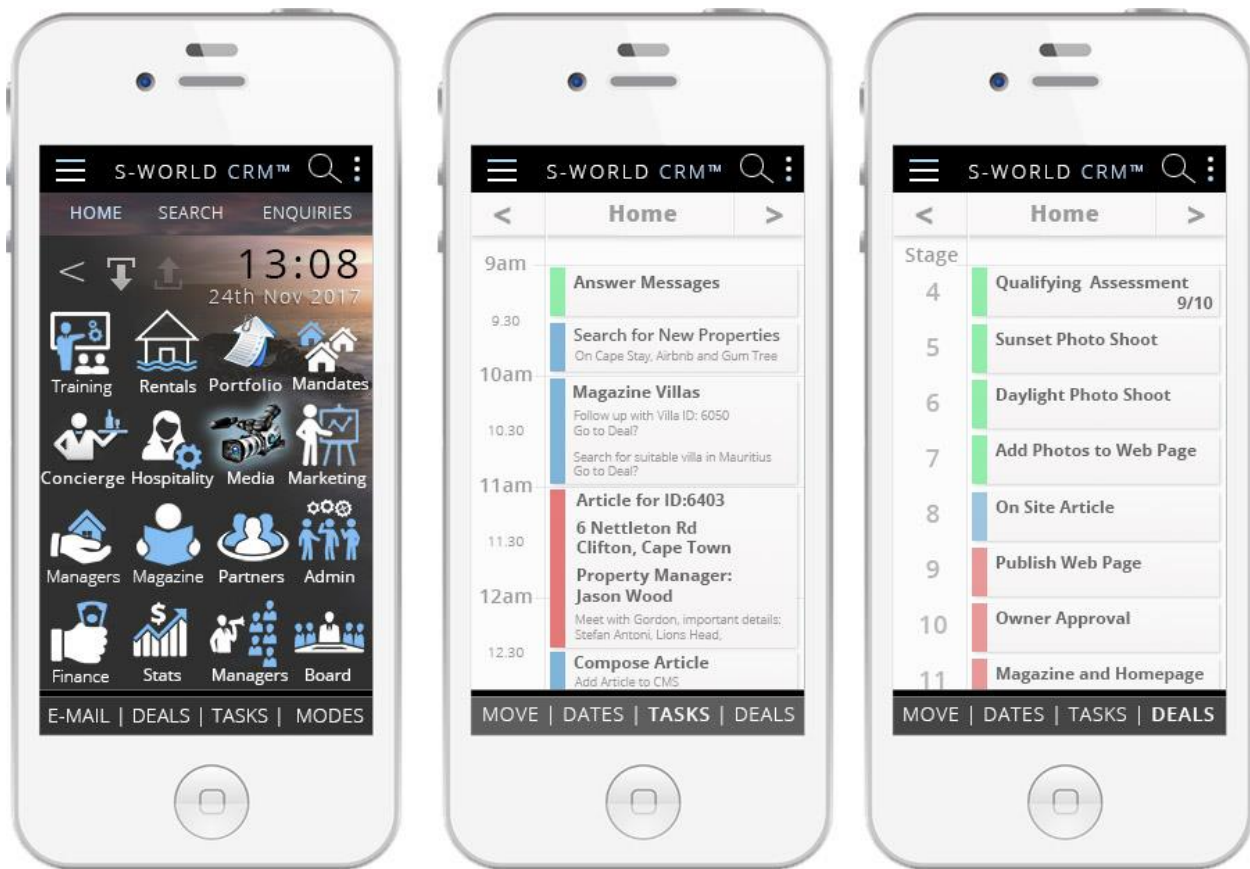 S-WORLD CRM™
HOME SEARCH ENQUIRIES
13:08
24th Nov 2017
Training Rentals Portfolio Mandates
Concierge Hospitality Media Marketing
Managers Magazine Partners Admin
Finance Stats Managers Board
E-MAIL | DEALS | TASKS | MODES
S-WORLD CRM™
< Home >
9am
Answer Messages
9.30
Search for New Properties
On Cape Stay, Airbnb and Gum Tree
10am
Magazine Villas
Follow up with Villa ID: 6050
10.30
Go to Deal?
Search for suitable villa in Mauritius
Go to Deal?
11am
Article for ID:6403
6 Nettleton Rd
11.30
Clifton, Cape Town
Property Manager:
12am
Jason Wood
Meet with Gordon, important details:
Stefan Antoni, Lions Head,
12.30
Compose Article
Add Article to CMS
MOVE | DATES | TASKS | DEALS
S-WORLD CRM™
< Home >
Stage
4 Qualifying Assessment
9/10
5 Sunset Photo Shoot
6 Daylight Photo Shoot
7 Add Photos to Web Page
8 On Site Article
9 Publish Web Page
10 Owner Approval
11 Magazine and Homepage
MOVE | DATES | TASKS | DEALS